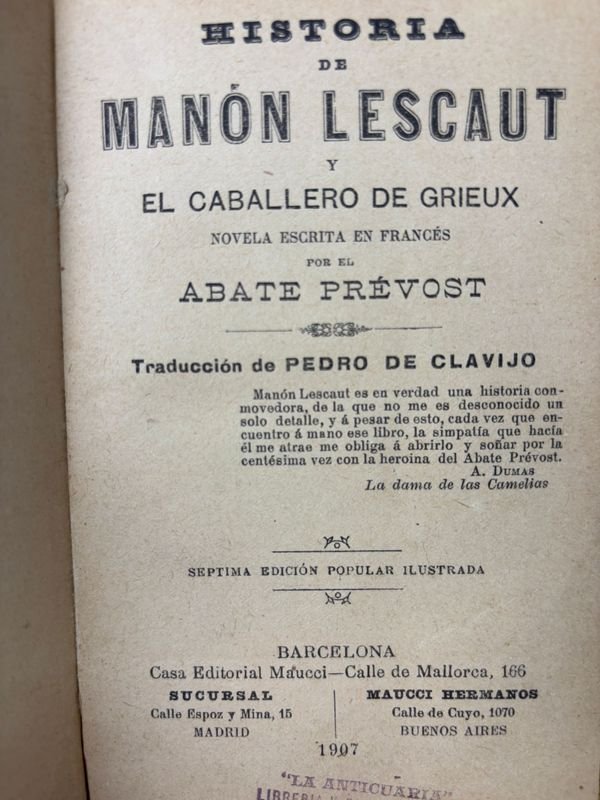 HISTORIA
DE
MANÓN LESCAUT
Y
EL CABALLERO DE GRIEUX
NOVELA ESCRITA EN FRANCÉS
POR EL
ABATE PRÉVOST
Traducción de PEDRO DE CLAVIJO
Manón Lescaut es en verdad una historia con-
movedora, de la que no me es desconocido un
solo detalle, y á pesar de esto, cada vez que en-
cuentro á mano ese libro, la simpatía que hacía
él me atrae me obliga á abrirlo y soñar por la
centésima vez con la heroina del Abate Prévost.
A. DUMAS
La dama de las Camelias
SEPTIMA EDICIÓN POPULAR ILUSTRADA
BARCELONA
Casa Editorial Maucci—Calle de Mallorca, 166
SUCURSAL
Calle Espoz y Mina, 15
MADRID
MAUCCI HERMANOS
Calle de Cuyo, 1070
BUENOS AIRES
1907
"LA ANTICUARIA"